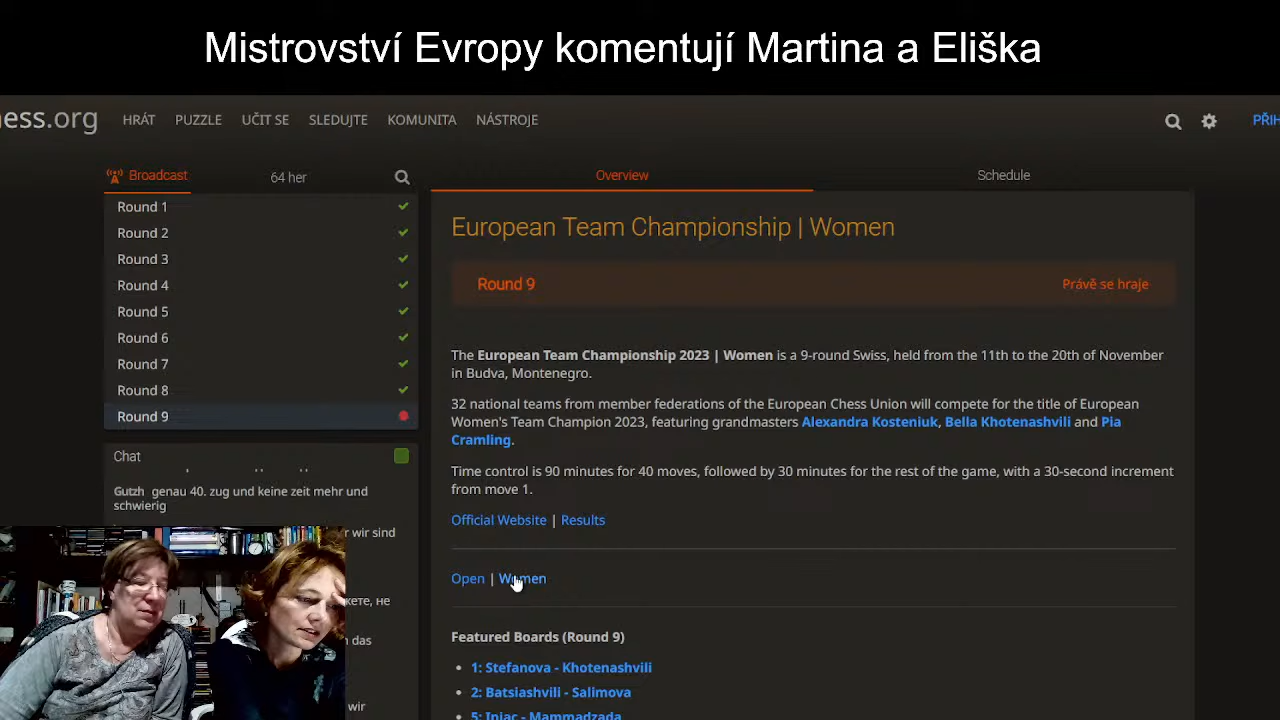 Mistrovství Evropy komentují Martina a Eliška
ess.org
HRÁT
PUZZLE
UČIT SE
SLEDUJTE
KOMUNITA
NÁSTROJE
PŘIH
Broadcast
64 her
Round 1
Round 2
Round 3
Round 4
Round 5
Round 6
Round 7
Round 8
Round 9
Chat
Gutzh genau 40. zug und keine zeit mehr und
schwierig
r wir sind
кете, не
das
wir
Overview
Schedule
European Team Championship | Women
Round 9
Právě se hraje
The European Team Championship 2023 | Women is a 9-round Swiss, held from the 11th to the 20th of November
in Budva, Montenegro.
32 national teams from member federations of the European Chess Union will compete for the title of European
Women's Team Champion 2023, featuring grandmasters Alexandra Kosteniuk, Bella Khotenashvili and Pia
Cramling.
Time control is 90 minutes for 40 moves, followed by 30 minutes for the rest of the game, with a 30-second increment
from move 1.
Official Website | Results
Open | Women
Featured Boards (Round 9)
1: Stefanova - Khotenashvili
2: Batsiashvili - Salimova
5: Injac - Mammadzada